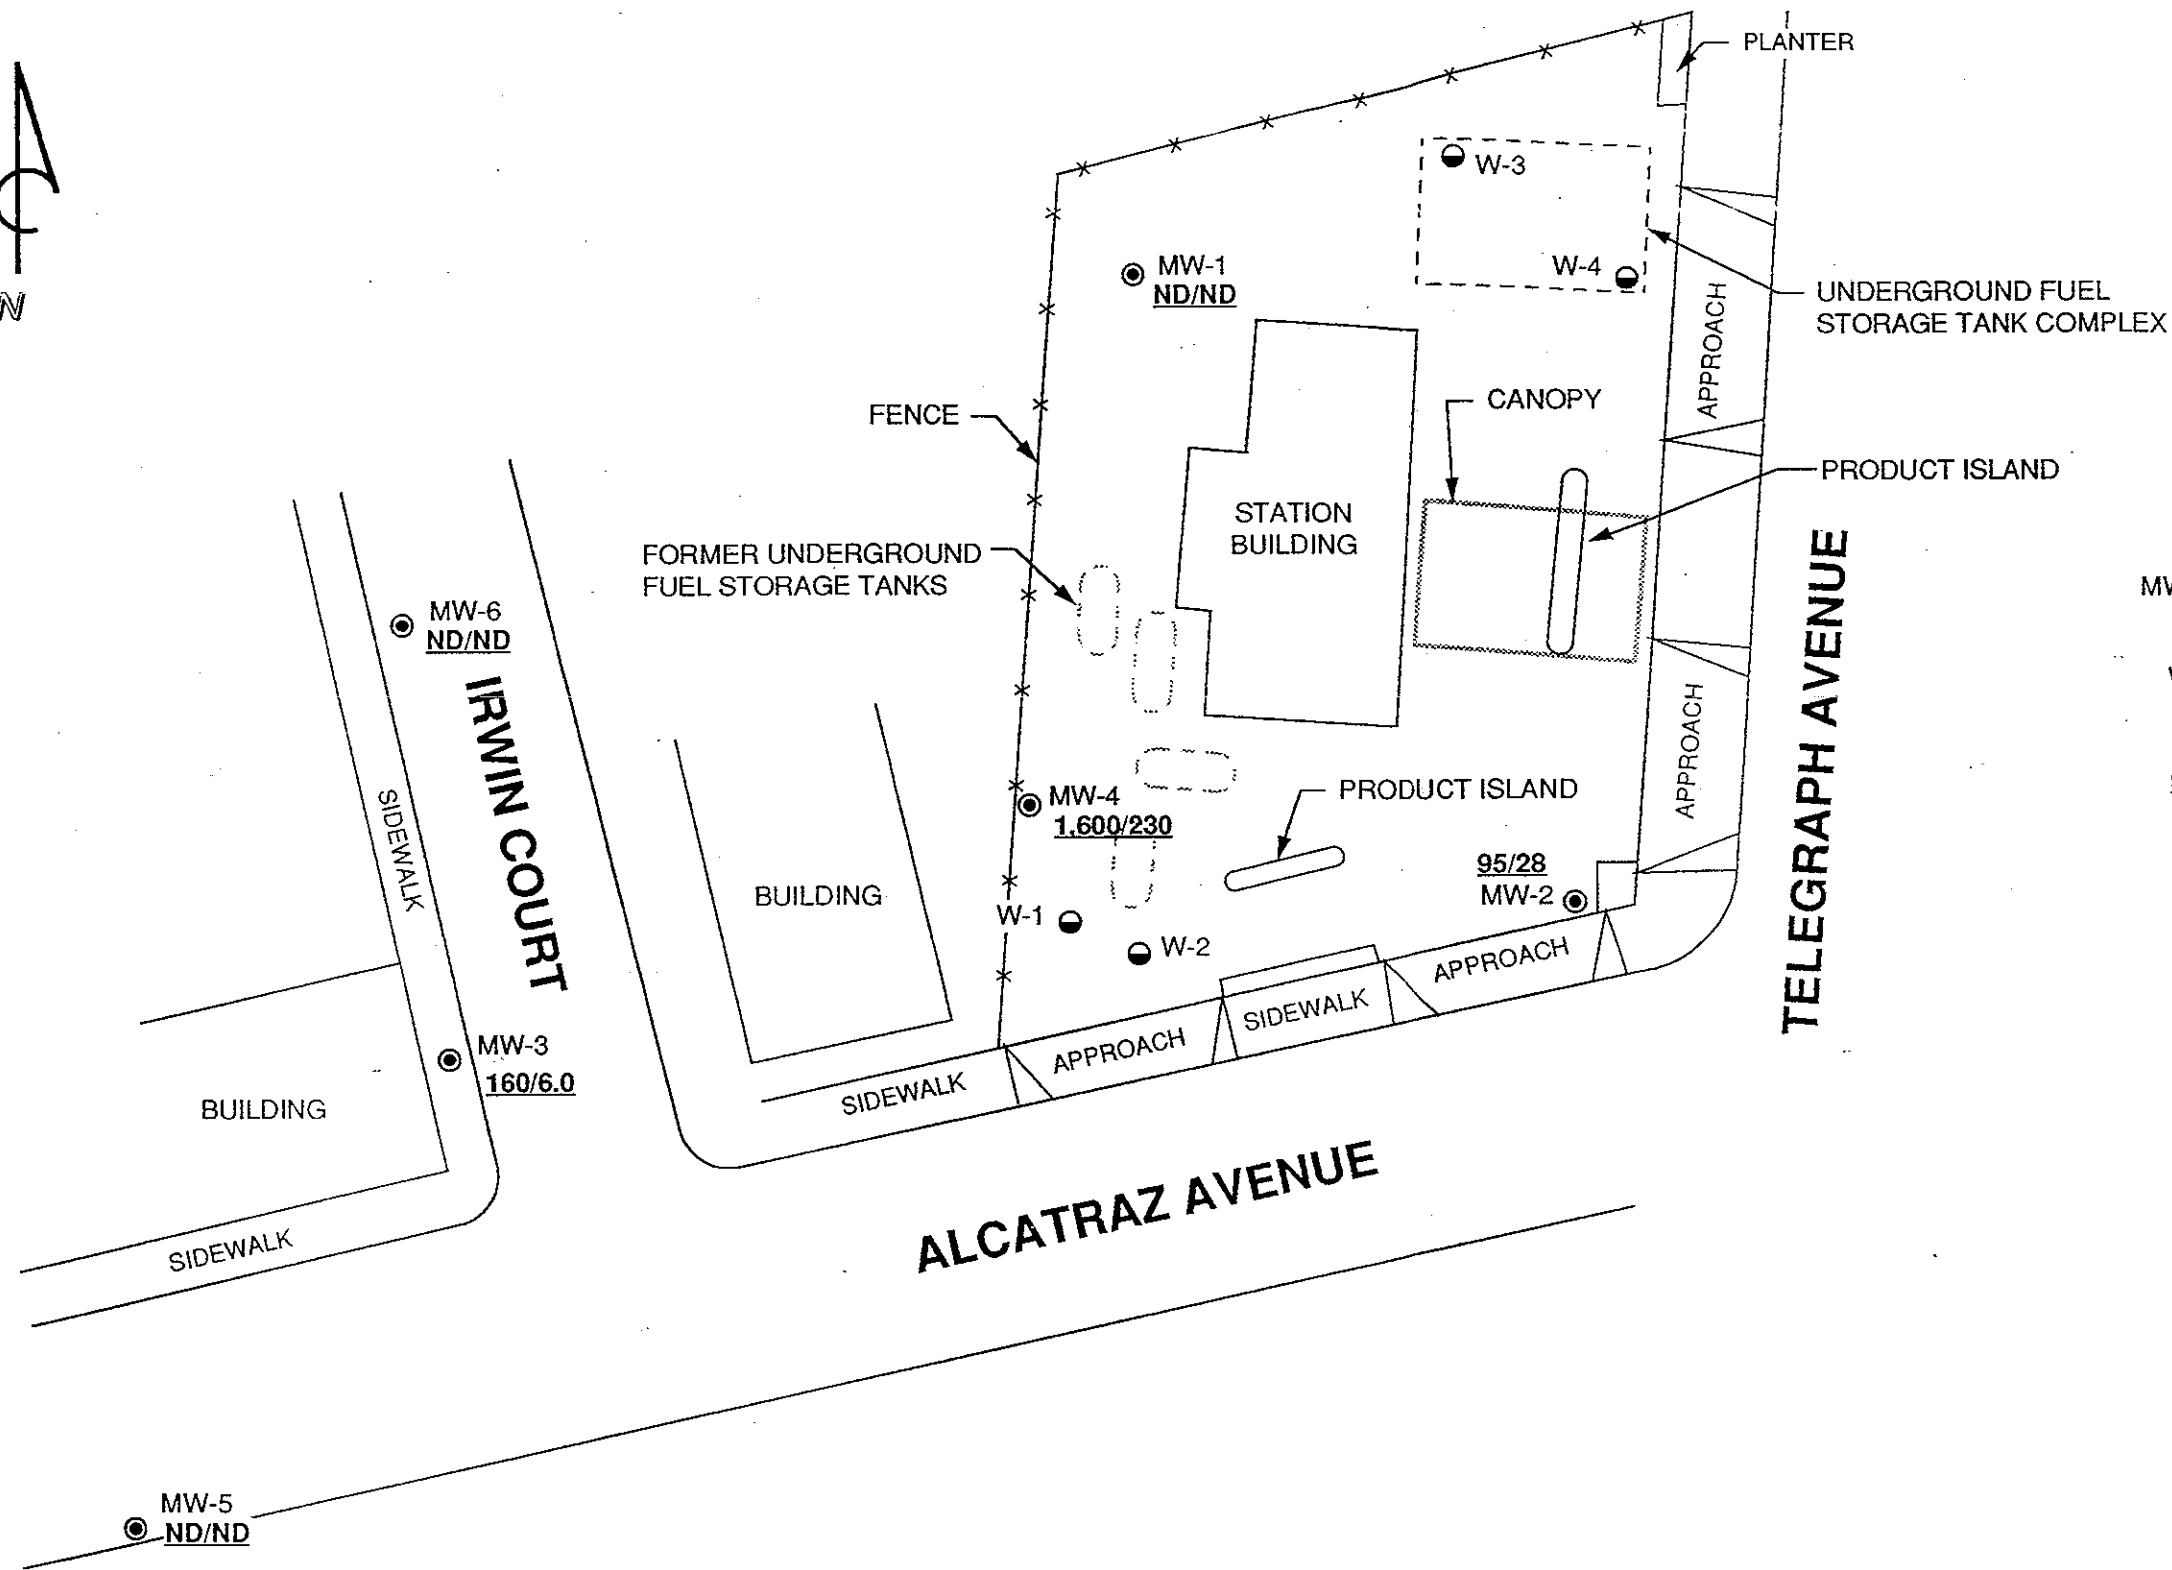 PLANTER
W-3
W-4
MW-1
ND/ND
UNDERGROUND FUEL
STORAGE TANK COMPLEX
N
APPROACH
CANOPY
FENCE
PRODUCT ISLAND
STATION
BUILDING
FORMER UNDERGROUND
FUEL STORAGE TANKS
MW-6
ND/ND
TELEGRAPH AVENUE
MW
IRWIN COURT
APPROACH
SIDEWALK
MW-4
1,600/230
PRODUCT ISLAND
95/28
MW-2
BUILDING
W-1
W-2
APPROACH
SIDEWALK
APPROACH
SIDEWALK
MW-3
160/6.0
BUILDING
SIDEWALK
ALCATRAZ AVENUE
MW-5
ND/ND